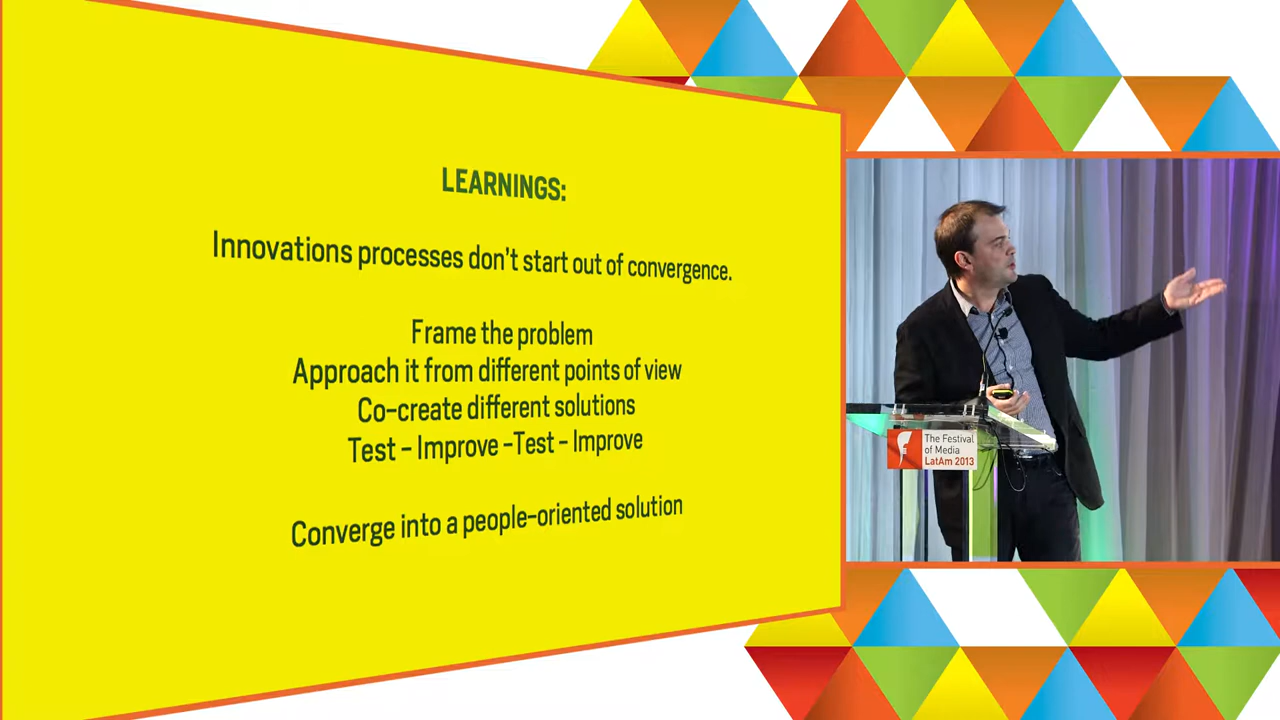 LEARNINGS:
Innovations processes don't start out of convergence.
Frame the problem
Approach it from different points of view
Co-create different solutions
Test - Improve -Test - Improve
Converge into a people-oriented solution
The Festival
of Media
LatAm 2013